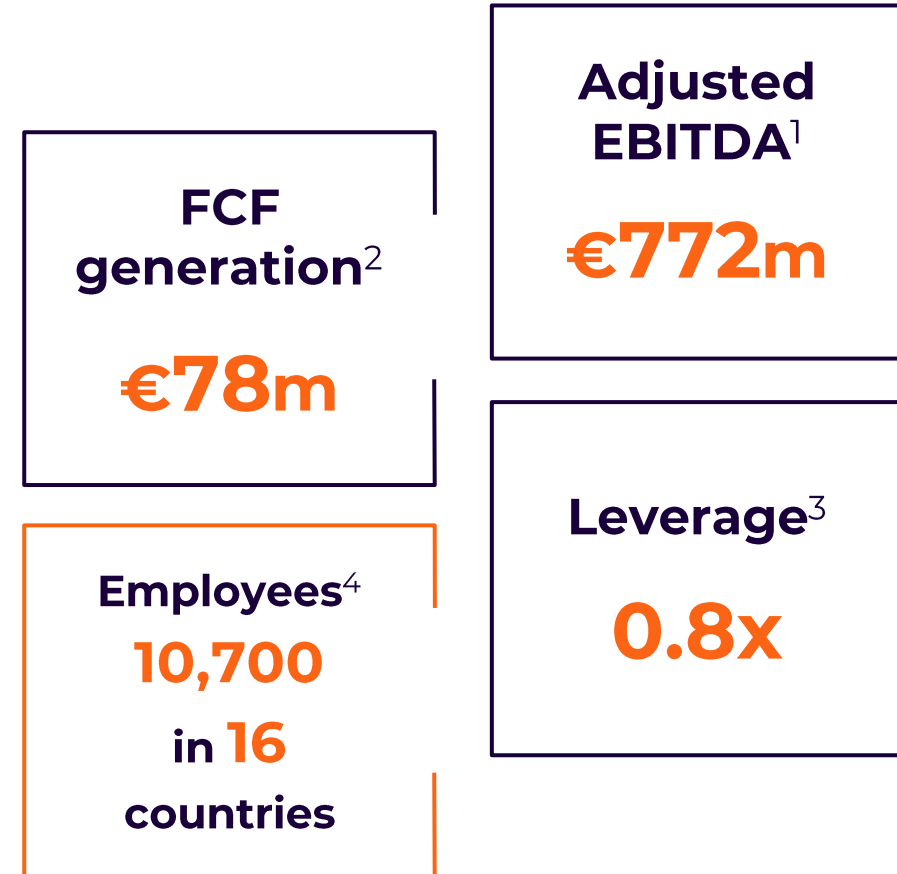 FCF
generation²
€78m
Adjusted
EBITDA¹
€772m
Employees⁴
10,700
in 16
countries
Leverage³
0.8x